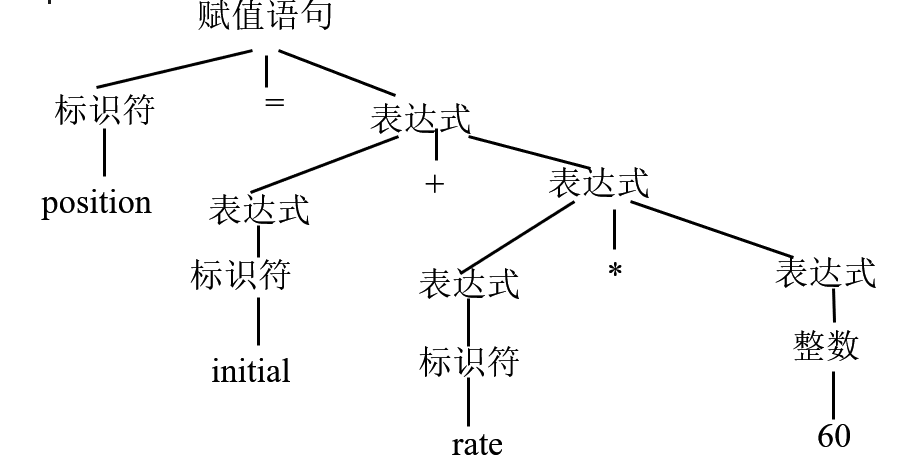 赋值语句
标识符 = 表达式
position 表达式 + 表达式
标识符 表达式 * 表达式
initial 标识符 整数
rate 60